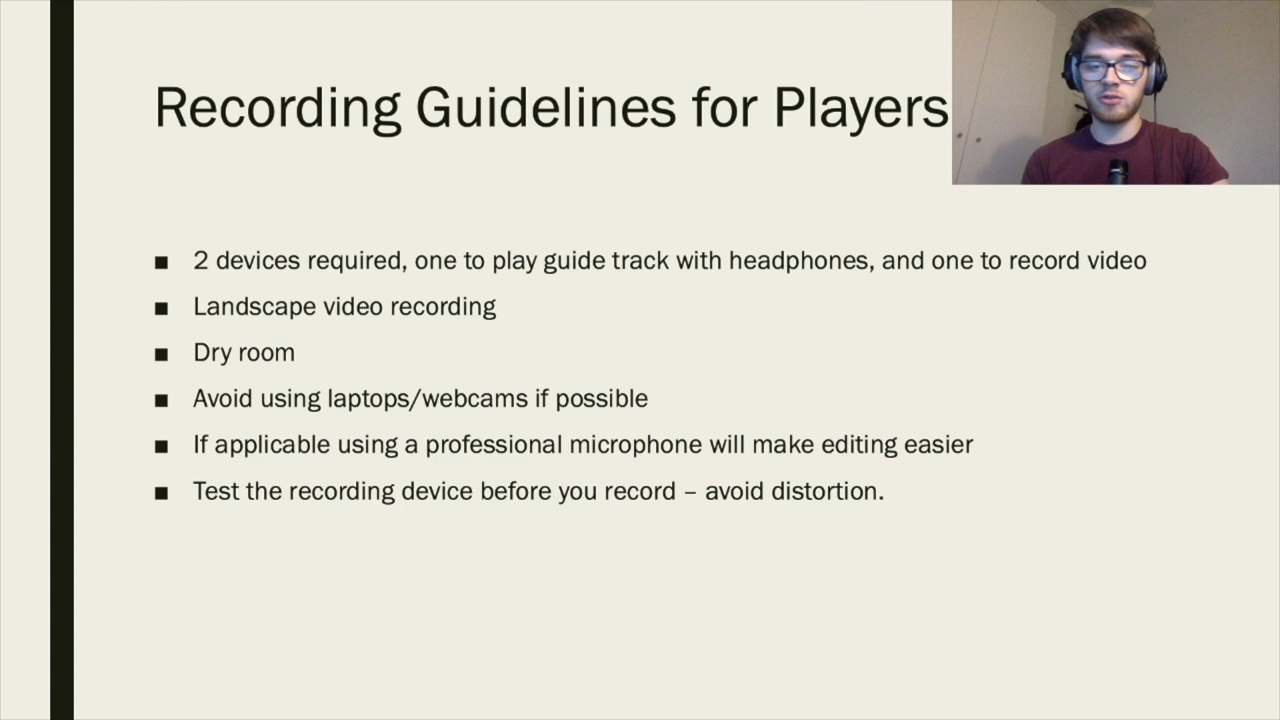 Recording Guidelines for Players
■ 2 devices required, one to play guide track with headphones, and one to record video
■ Landscape video recording
■ Dry room
■ Avoid using laptops/webcams if possible
■ If applicable using a professional microphone will make editing easier
■ Test the recording device before you record – avoid distortion.